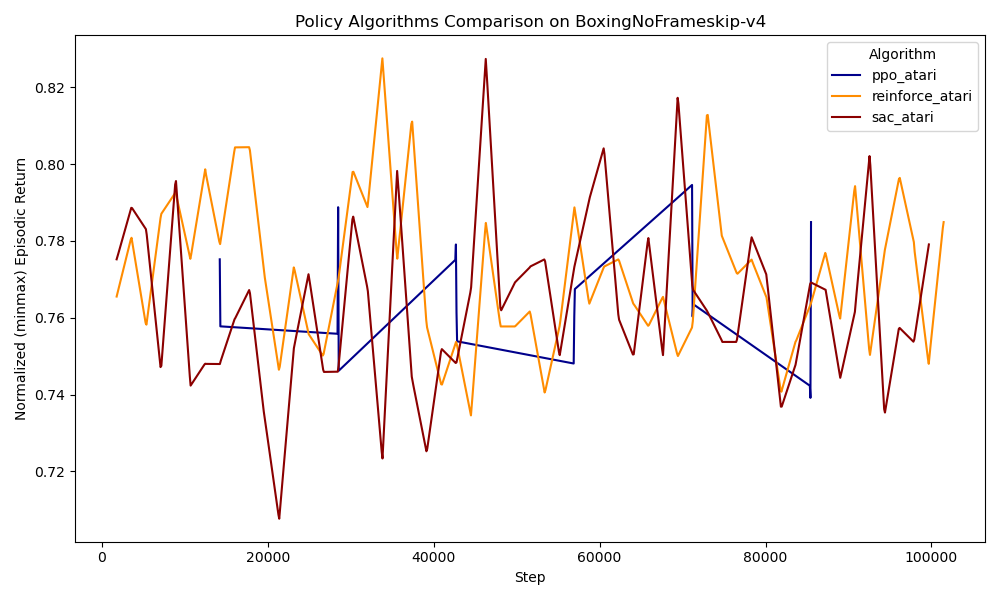 Policy Algorithms Comparison on BoxingNoFrameskip-v4
Algorithm
ppo_atari
reinforce_atari
sac_atari
Normalized (minmax) Episodic Return
0.82
0.80
0.78
0.76
0.74
0.72
0
20000
40000
60000
80000
100000
Step